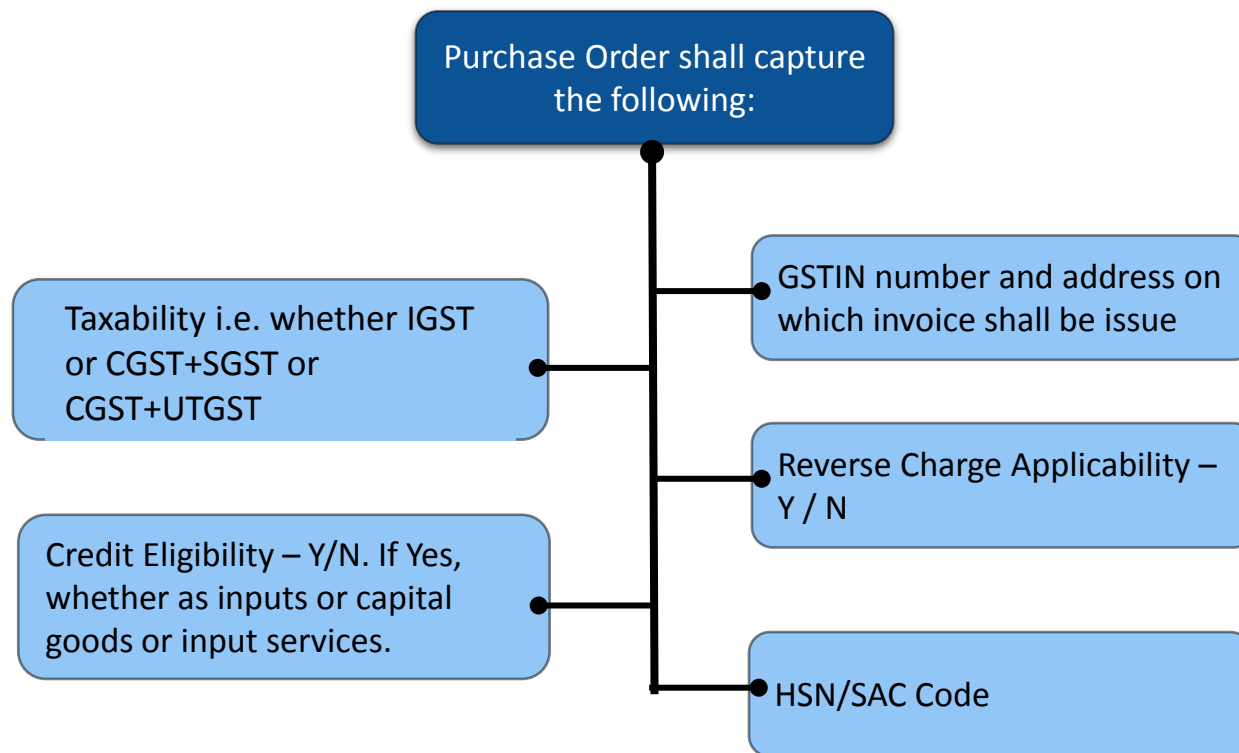 Purchase Order shall capture
the following:
GSTIN number and address on
which invoice shall be issue
Taxability i.e. whether IGST
or CGST+SGST or
CGST+UTGST
Reverse Charge Applicability –
Y / N
Credit Eligibility – Y/N. If Yes,
whether as inputs or capital
goods or input services.
HSN/SAC Code